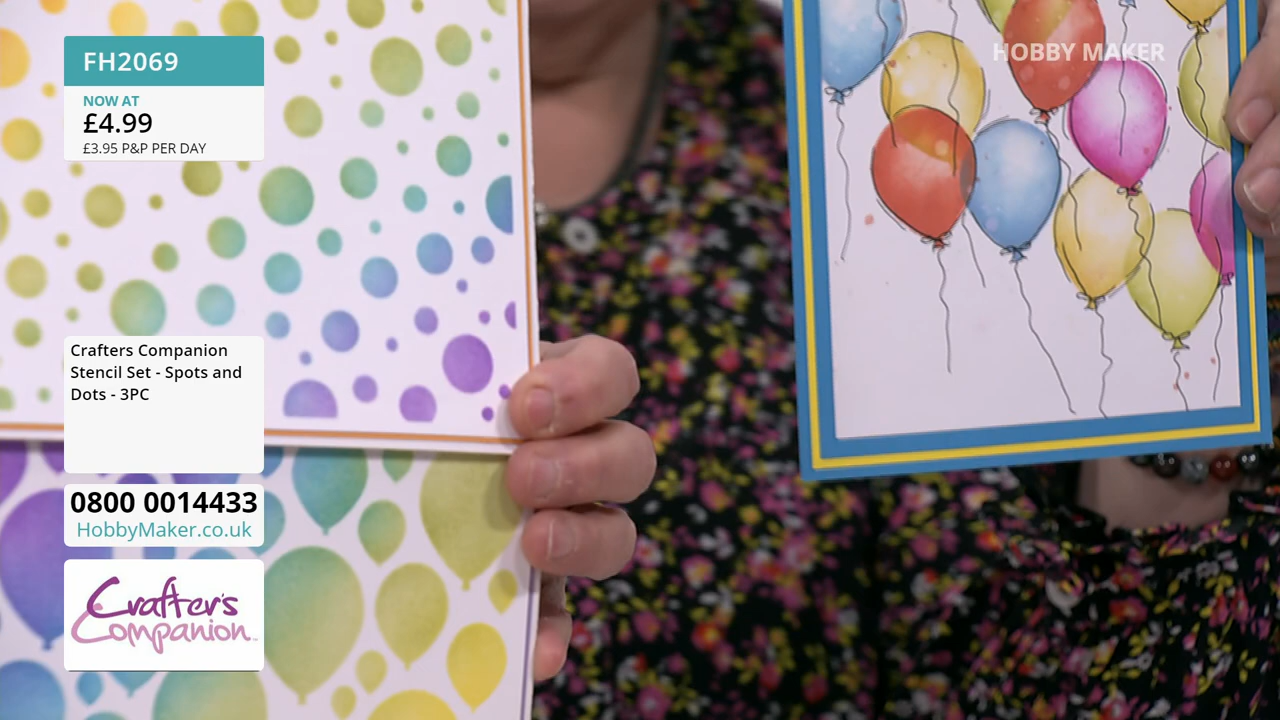 FH2069
NOW AT
£4.99
£3.95 P&P PER DAY
HOBBY MAKER
Crafters Companion
Stencil Set - Spots and
Dots - 3PC
0800 0014433
HobbyMaker.co.uk
Crafter's
Companion